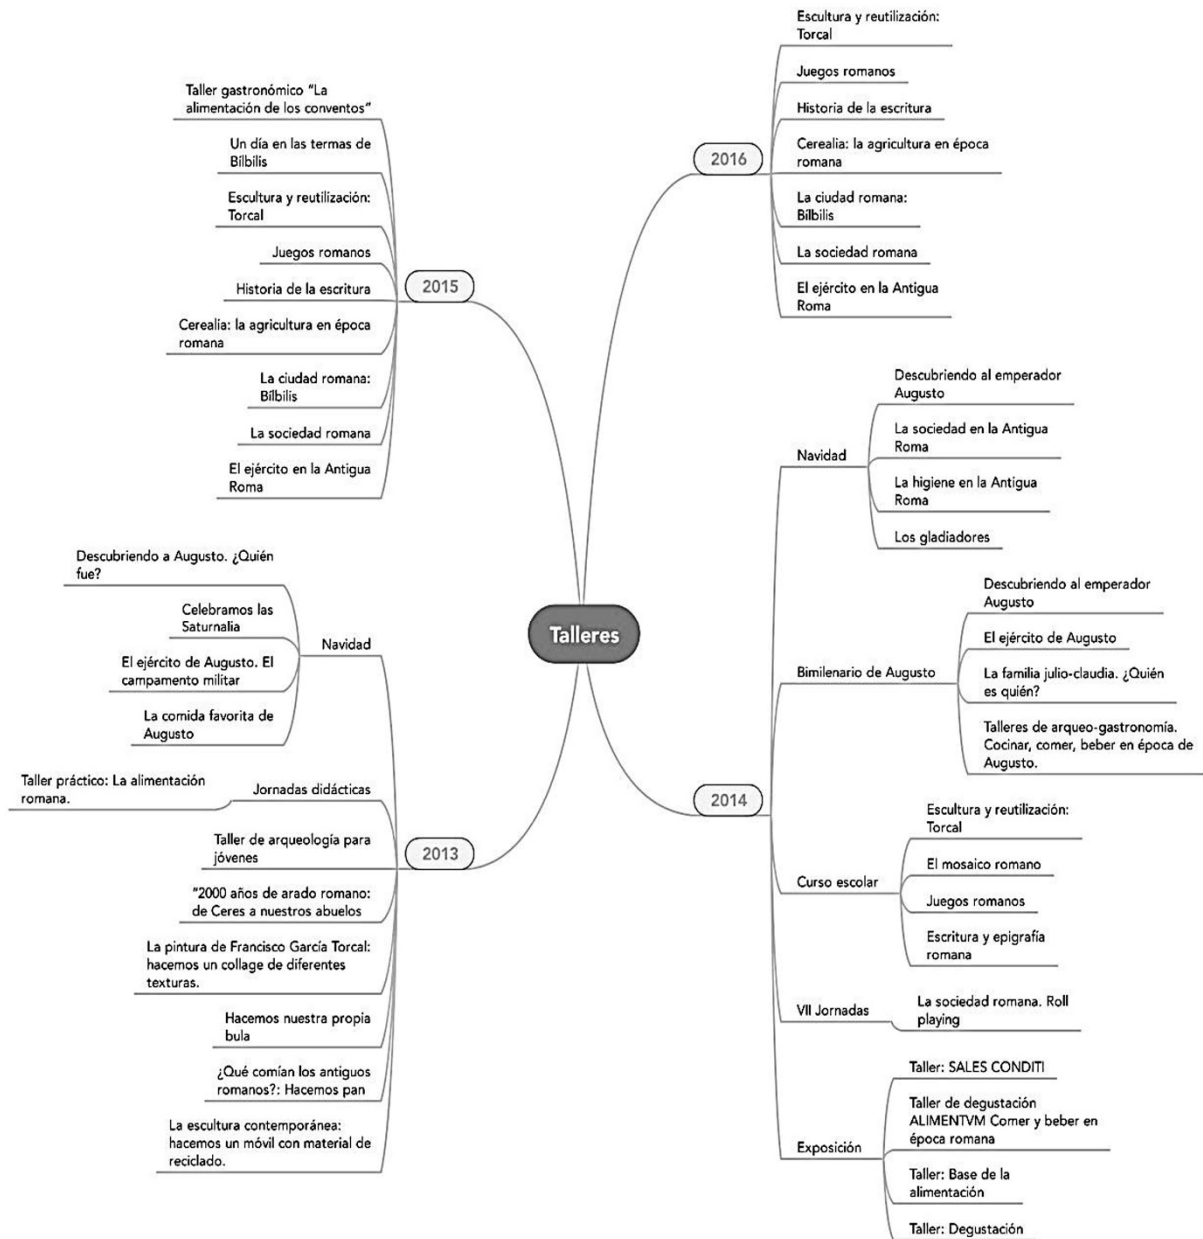 Talleres
2016
Escultura y reutilización:
Torcal
Juegos romanos
Historia de la escritura
Cerealia: la agricultura en época
romana
La ciudad romana:
Bílbilis
La sociedad romana
El ejército en la Antigua
Roma
2015
Taller gastronómico “La
alimentación de los conventos”
Un día en las termas de
Bílbilis
Escultura y reutilización:
Torcal
Juegos romanos
Historia de la escritura
Cerealia: la agricultura en época
romana
La ciudad romana:
Bílbilis
La sociedad romana
El ejército en la Antigua
Roma
2014
Navidad
Descubriendo al emperador
Augusto
La sociedad en la Antigua
Roma
La higiene en la Antigua
Roma
Los gladiadores
Bimilenario de Augusto
Descubriendo al emperador
Augusto
El ejército de Augusto
La familia julio-claudia. ¿Quién
es quién?
Talleres de arqueo-gastronomía.
Cocinar, comer, beber en época de
Augusto.
Curso escolar
Escultura y reutilización:
Torcal
El mosaico romano
Juegos romanos
Escritura y epigrafía
romana
VII Jornadas
La sociedad romana. Roll
playing
Exposición
Taller: SALES CONDITI
Taller de degustación
ALIMENTVM Comer y beber en
época romana
Taller: Base de la
alimentación
Taller: Degustación
2013
Navidad
Descubriendo a Augusto. ¿Quién
fue?
Celebramos las
Saturnalia
El ejército de Augusto. El
campamento militar
La comida favorita de
Augusto
Jornadas didácticas
Taller práctico: La alimentación
romana.
Taller de arqueología para
jóvenes
"2000 años de arado romano:
de Ceres a nuestros abuelos
La pintura de Francisco García Torcal:
hacemos un collage de diferentes
texturas.
Hacemos nuestra propia
bula
¿Qué comían los antiguos
romanos?: Hacemos pan
La escultura contemporánea:
hacemos un móvil con material de
reciclado.